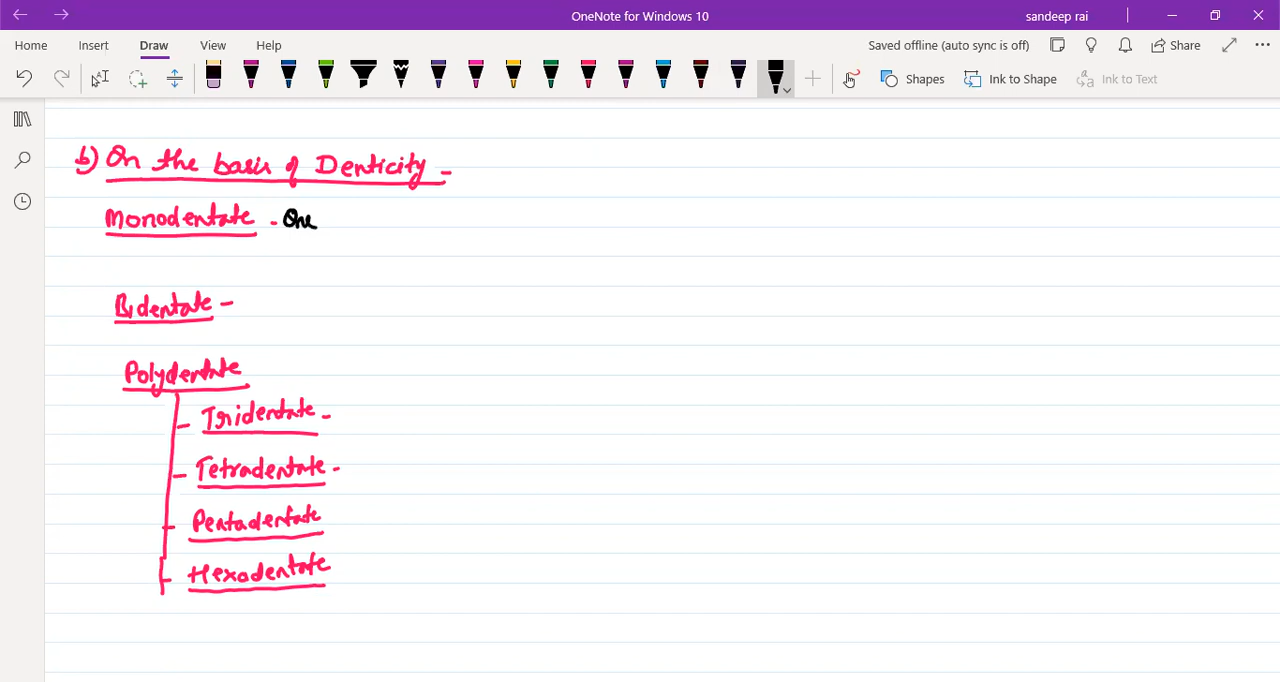 OneNote for Windows 10
sandeep rai
Home Insert Draw View Help
Saved offline (auto sync is off) Share
Shapes Ink to Shape Ink to Text
b) On the basis of Denticity -
Monodentate - One
Bidentate -
Polydentate
- Tridentate -
- Tetradentate -
- Pentadentate
- Hexadentate